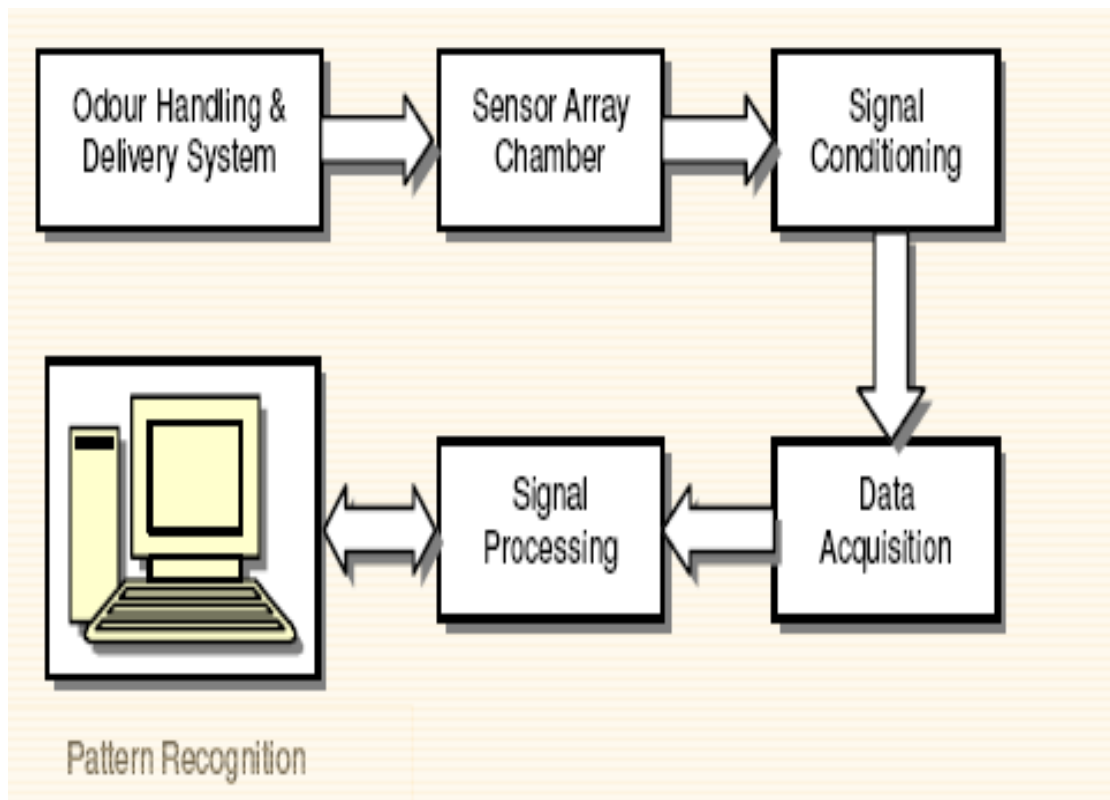 Odour Handling &
Delivery System
Sensor Array
Chamber
Signal
Conditioning
Data
Acquisition
Signal
Processing
Pattern Recognition